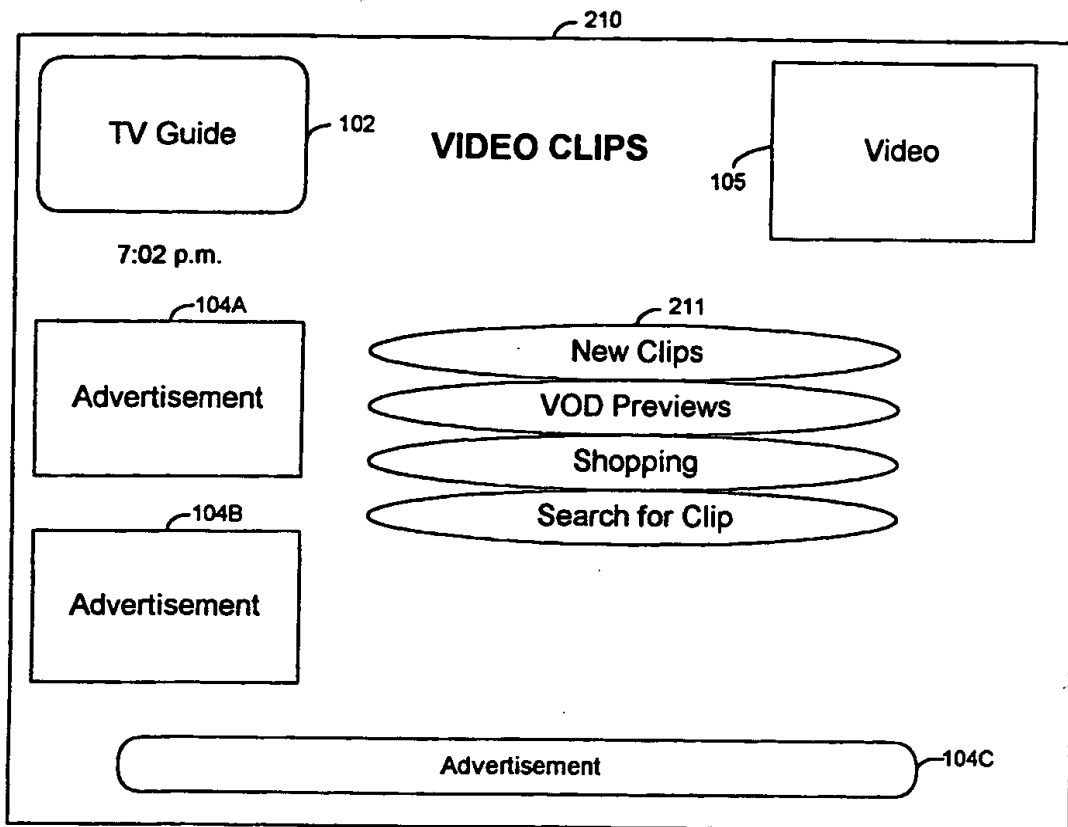 210
TV Guide
102
VIDEO CLIPS
105
Video
7:02 p.m.
104A
Advertisement
211
New Clips
VOD Previews
Shopping
Search for Clip
104B
Advertisement
Advertisement
104C